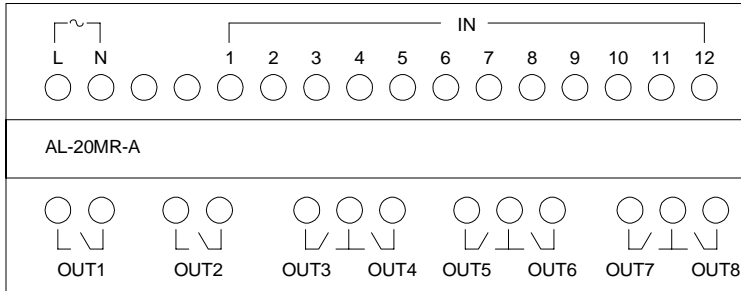 ~
IN
L N 1 2 3 4 5 6 7 8 9 10 11 12
AL-20MR-A
OUT1 OUT2 OUT3 OUT4 OUT5 OUT6 OUT7 OUT8